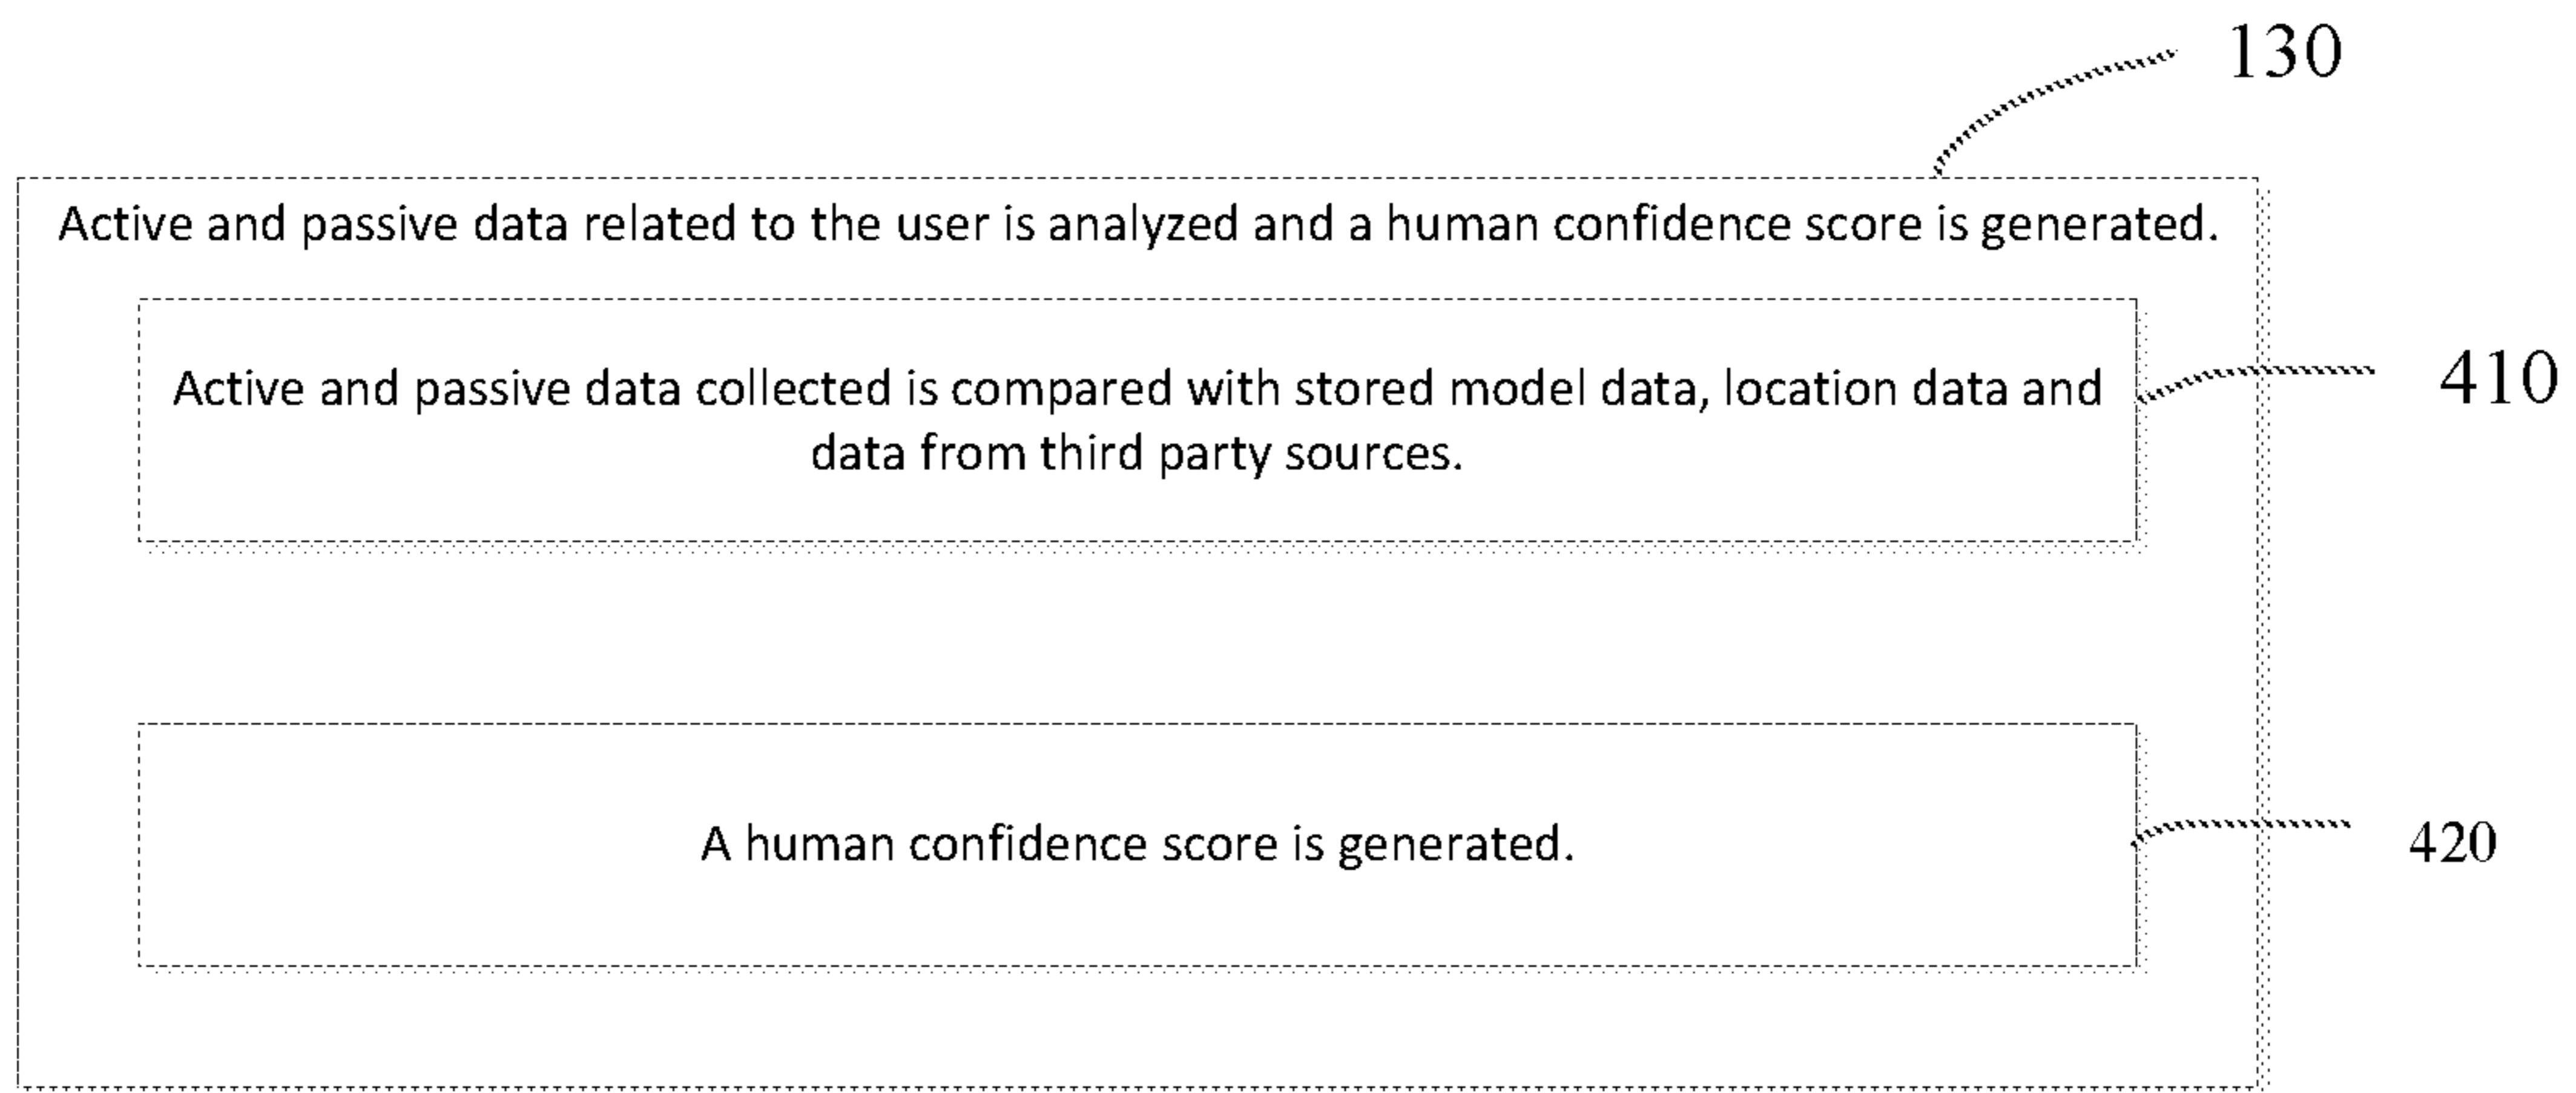 130
Active and passive data related to the user is analyzed and a human confidence score is generated.
Active and passive data collected is compared with stored model data, location data and
410
data from third party sources.
A human confidence score is generated.
420